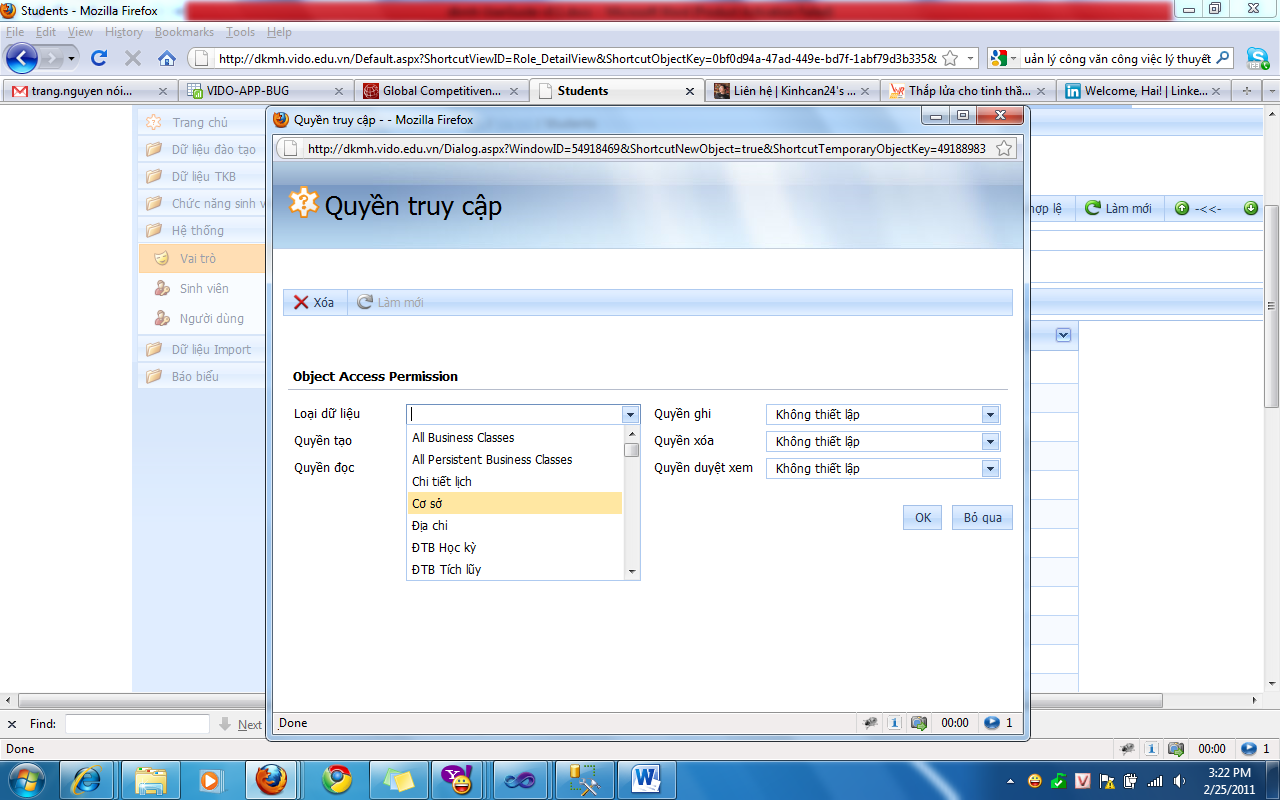 Students - Mozilla Firefox
File Edit View History Bookmarks Tools Help
http://dkmh.vido.edu.vn/Default.aspx?ShortcutViewID=Role_DetailView&ShortcutObjectKey=0bf0d94a-47ad-449e-bd7f-1abf79d3b335&
uản lý công văn công việc lý thuyết
trang.nguyen nói...
VIDO-APP-BUG
Global Competitiven...
Students
Liên hệ | Kinhcan24's ...
Thắp lửa cho tinh thầ...
Welcome, Hai! | Linke...
Trang chủ
Dữ liệu đào tạo
Dữ liệu TKB
Chức năng sinh v
Hệ thống
Vai trò
Sinh viên
Người dùng
Dữ liệu Import
Báo biểu
hợp lệ
Làm mới
-<<-
Quyền truy cập - - Mozilla Firefox
http://dkmh.vido.edu.vn/Dialog.aspx?WindowID=54918469&ShortcutNewObject=true&ShortcutTemporaryObjectKey=49188983
Quyền truy cập
Xóa
Làm mới
Object Access Permission
Loại dữ liệu
Quyền ghi
Không thiết lập
Quyền tạo
Quyền xóa
Không thiết lập
Quyền đọc
Quyền duyệt xem
Không thiết lập
All Business Classes
All Persistent Business Classes
Chi tiết lịch
Cơ sở
Địa chỉ
ĐTB Học kỳ
ĐTB Tích lũy
OK
Bỏ qua
Done
00:00
1
Find:
Next
Done
00:00
1
3:22 PM
2/25/2011